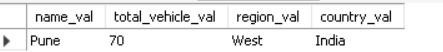 name_val total_vehicle_val region_val country_val
Pune 70 West India